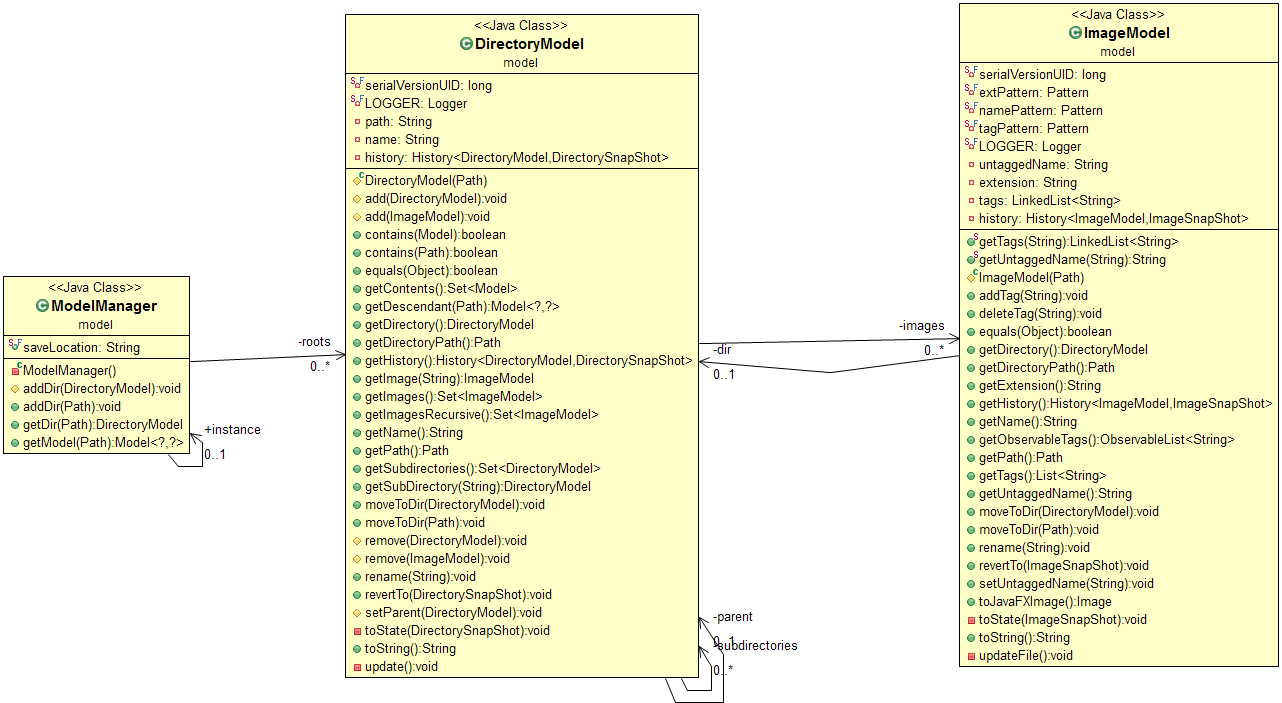 <<Java Class>>
ModelManager
model
saveLocation: String
ModelManager()
addDir(DirectoryModel):void
addDir(Path):void
getDir(Path):DirectoryModel
getModel(Path):Model<?,?>
+instance
0..1
-roots
0..*
<<Java Class>>
DirectoryModel
model
serialVersionUID: long
LOGGER: Logger
path: String
name: String
history: History<DirectoryModel,DirectorySnapShot>
DirectoryModel(Path)
add(DirectoryModel):void
add(ImageModel):void
contains(Model):boolean
contains(Path):boolean
equals(Object):boolean
getContents():Set<Model>
getDescendant(Path):Model<?,?>
getDirectory():DirectoryModel
getDirectoryPath():Path
getHistory():History<DirectoryModel,DirectorySnapShot>
getImage(String):ImageModel
getImages():Set<ImageModel>
getImagesRecursive():Set<ImageModel>
getName():String
getPath():Path
getSubdirectories():Set<DirectoryModel>
getSubDirectory(String):DirectoryModel
moveToDir(DirectoryModel):void
moveToDir(Path):void
remove(DirectoryModel):void
remove(ImageModel):void
rename(String):void
revertTo(DirectorySnapShot):void
setParent(DirectoryModel):void
toState(DirectorySnapShot):void
toString():String
update():void
-parent
0..1
-subdirectories
0..*
-images
0..*
-dir
0..1
<<Java Class>>
ImageModel
model
serialVersionUID: long
extPattern: Pattern
namePattern: Pattern
tagPattern: Pattern
LOGGER: Logger
untaggedName: String
extension: String
tags: LinkedList<String>
history: History<ImageModel,ImageSnapShot>
getTags(String):LinkedList<String>
getUntaggedName(String):String
ImageModel(Path)
addTag(String):void
deleteTag(String):void
equals(Object):boolean
getDirectory():DirectoryModel
getDirectoryPath():Path
getExtension():String
getHistory():History<ImageModel,ImageSnapShot>
getName():String
getObservableTags():ObservableList<String>
getPath():Path
getTags():List<String>
getUntaggedName():String
moveToDir(DirectoryModel):void
moveToDir(Path):void
rename(String):void
revertTo(ImageSnapShot):void
setUntaggedName(String):void
toJavaFXImage():Image
toState(ImageSnapShot):void
toString():String
updateFile():void